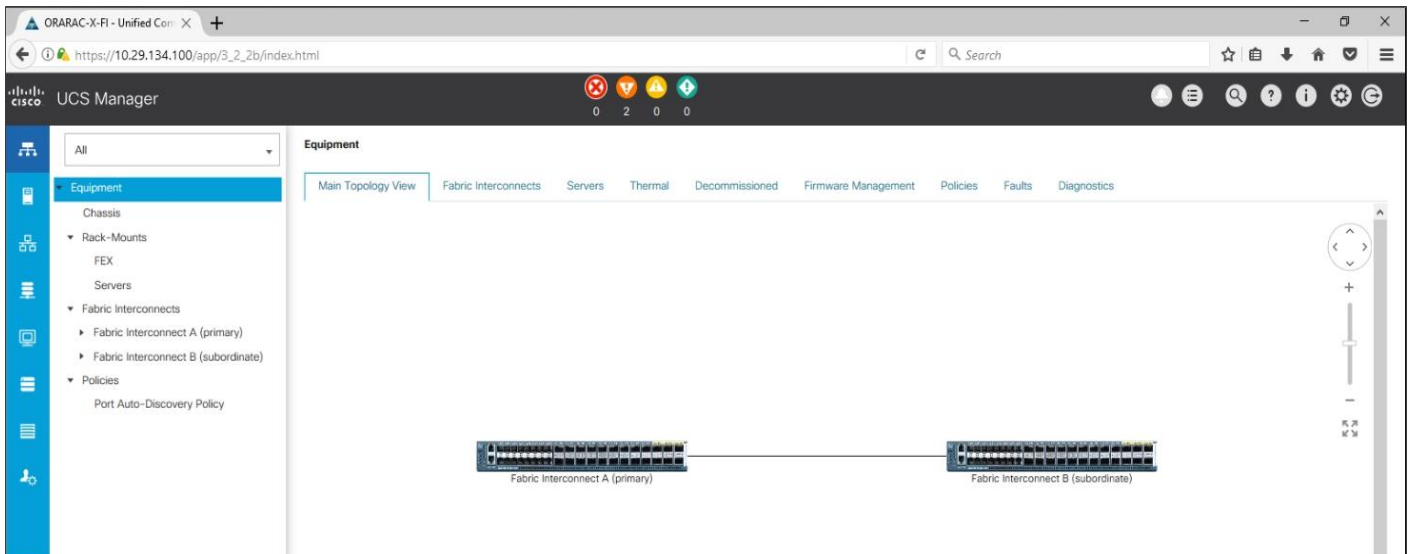 ORARAC-X-FI - Unified Com
https://10.29.134.100/app/3_2_2b/index.html
Search
cisco UCS Manager
0 2 0 0
All
Equipment
Chassis
Rack-Mounts
FEX
Servers
Fabric Interconnects
Fabric Interconnect A (primary)
Fabric Interconnect B (subordinate)
Policies
Port Auto-Discovery Policy
Equipment
Main Topology View Fabric Interconnects Servers Thermal Decommissioned Firmware Management Policies Faults Diagnostics
Fabric Interconnect A (primary) Fabric Interconnect B (subordinate)